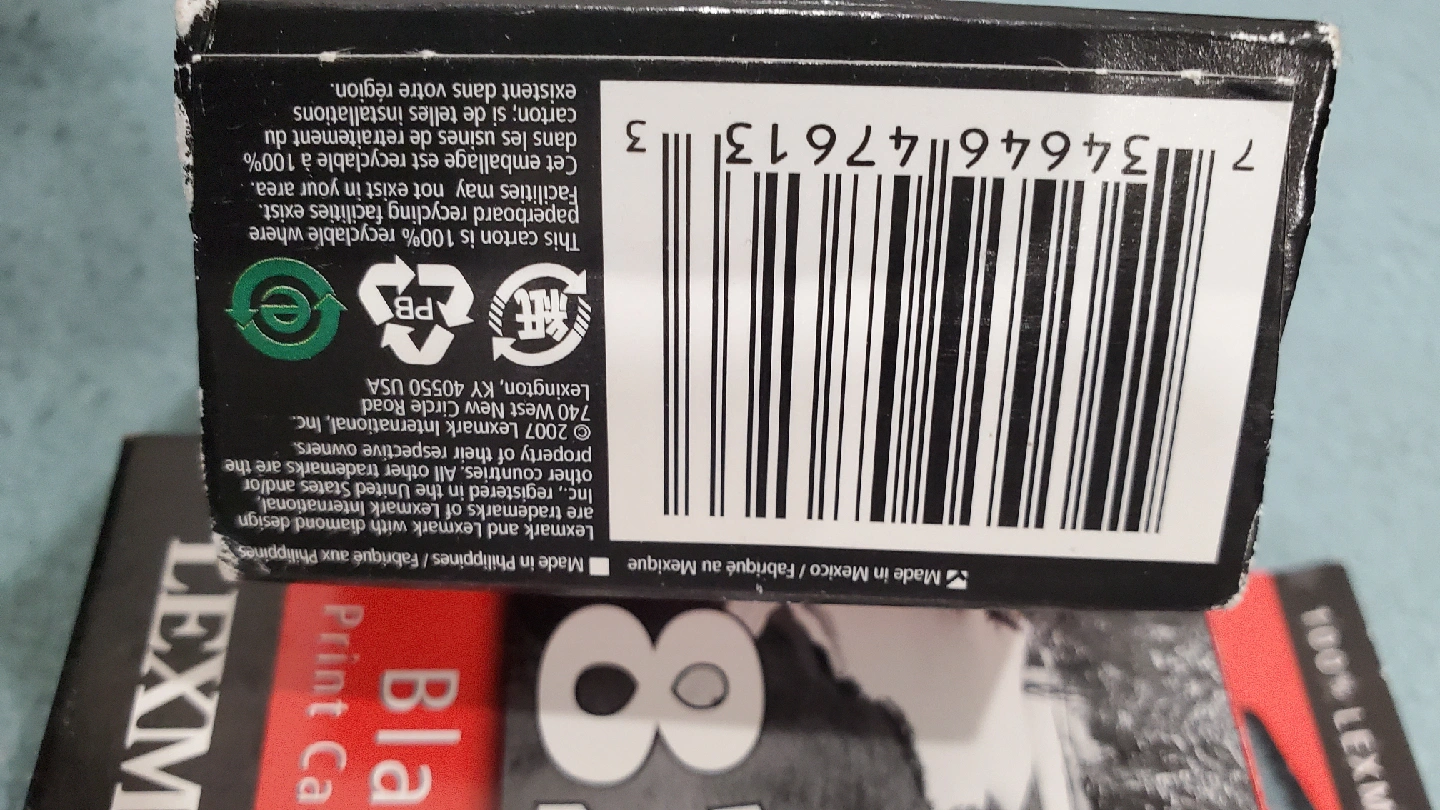 Made in Mexico / Fabriqué au Mexique
Made in Philippines / Fabriqué aux Philippines
Lexmark and Lexmark with diamond design
are trademarks of Lexmark International,
Inc., registered in the United States and/or
other countries. All other trademarks are the
property of their respective owners.
© 2007 Lexmark International, Inc.
740 West New Circle Road
Lexington, KY 40550 USA
紙
PB
This carton is 100% recyclable where
paperboard recycling facilities exist.
Facilities may not exist in your area.
Cet emballage est recyclable à 100%
dans les usines de retraitement du
carton; si de telles installations
existent dans votre région.
7 34646 47613 3
LEXM
Print Ca
Bla
8
100% LEXM